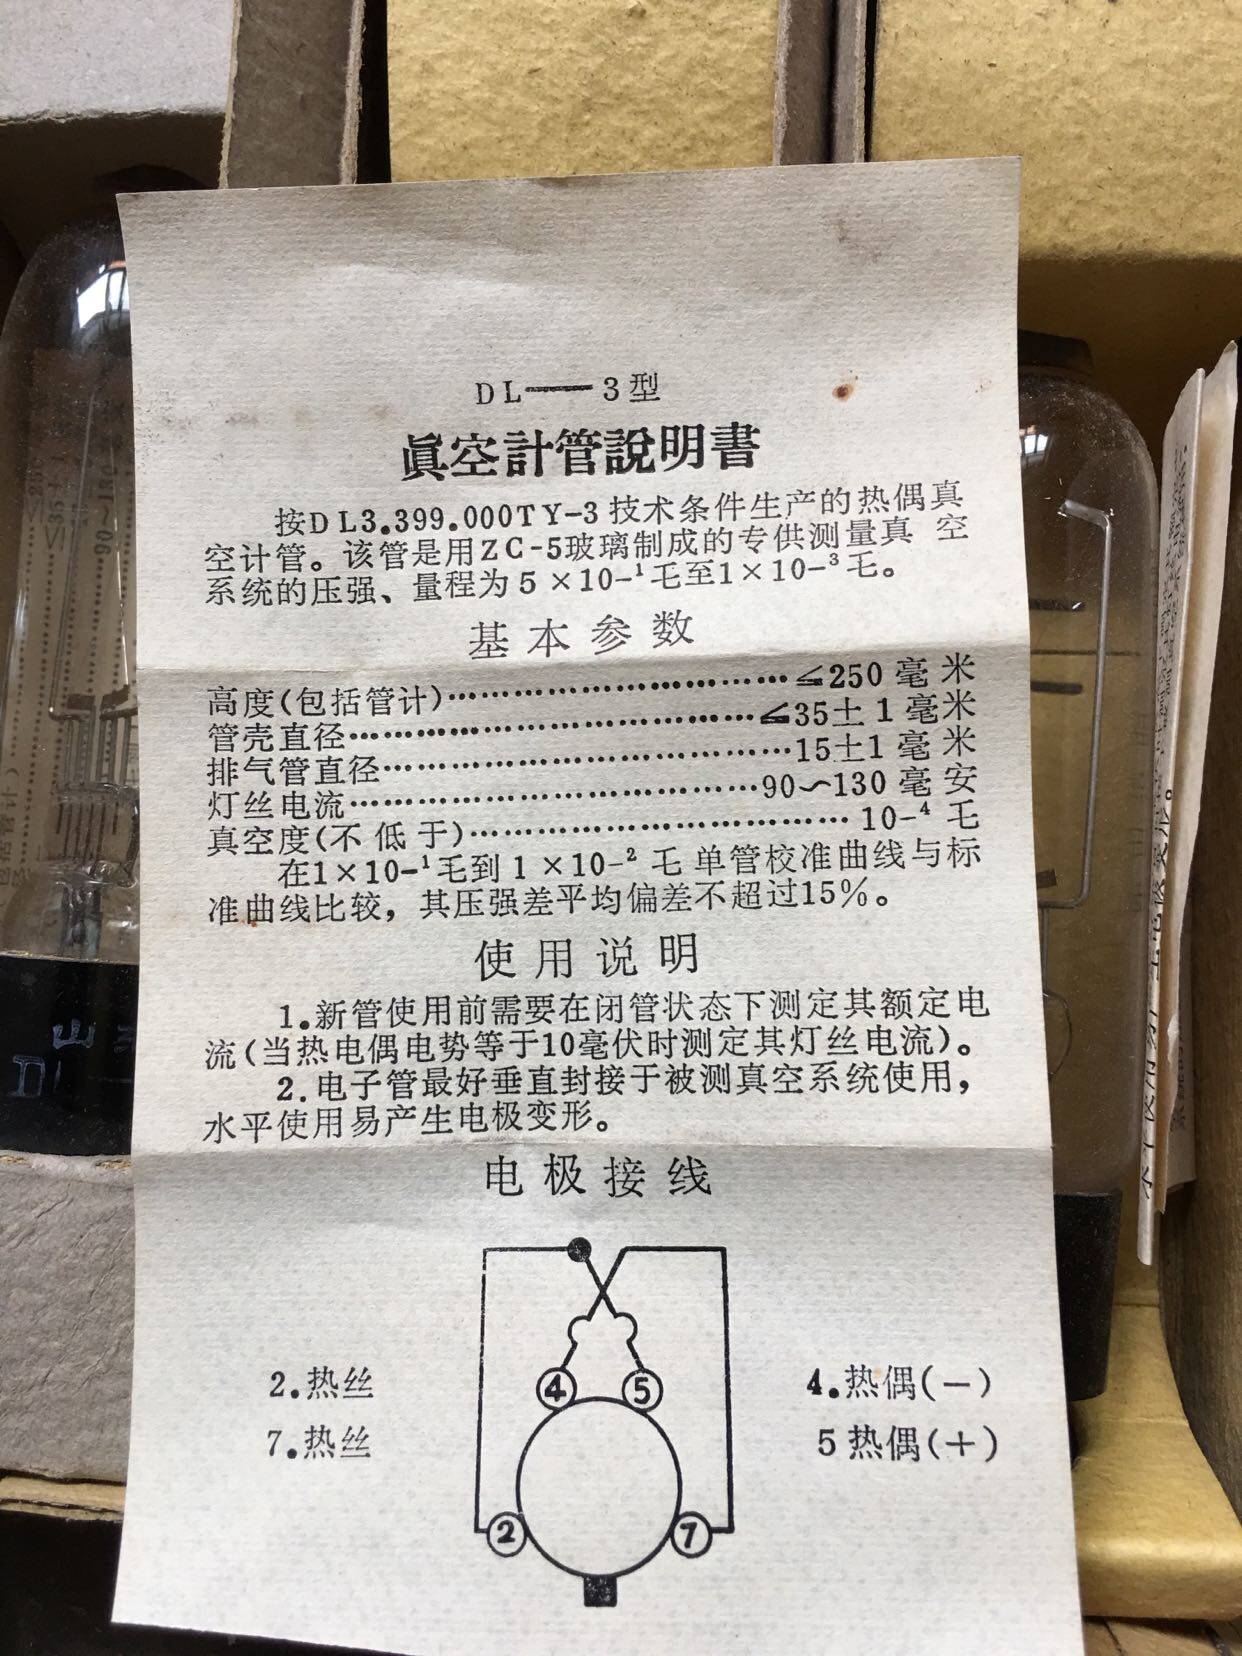 DL——3型
眞空計管説明書
按DL3.399.000TY-3技术条件生产的热偶真
空计管。该管是用ZC-5玻璃制成的专供测量真 空
系统的压强、量程为5×10-¹毛至1×10-³毛。
基本参数
高度(包括管计)……………………………≤250毫米
管壳直径……………………………………≤35±1毫米
排气管直径…………………………………15±1毫米
灯丝电流……………………………………90～130毫安
真空度(不低于)……………………………10-⁴毛
在1×10-¹毛到1×10-²毛单管校准曲线与标
准曲线比较，其压强差平均偏差不超过15%。
使用说明
1.新管使用前需要在闭管状态下测定其额定电
流(当热电偶电势等于10毫伏时测定其灯丝电流)。
2.电子管最好垂直封接于被测真空系统使用，
水平使用易产生电极变形。
电极接线
4 5
2.热丝 4.热偶(－)
7.热丝 5热偶(＋)
2 7